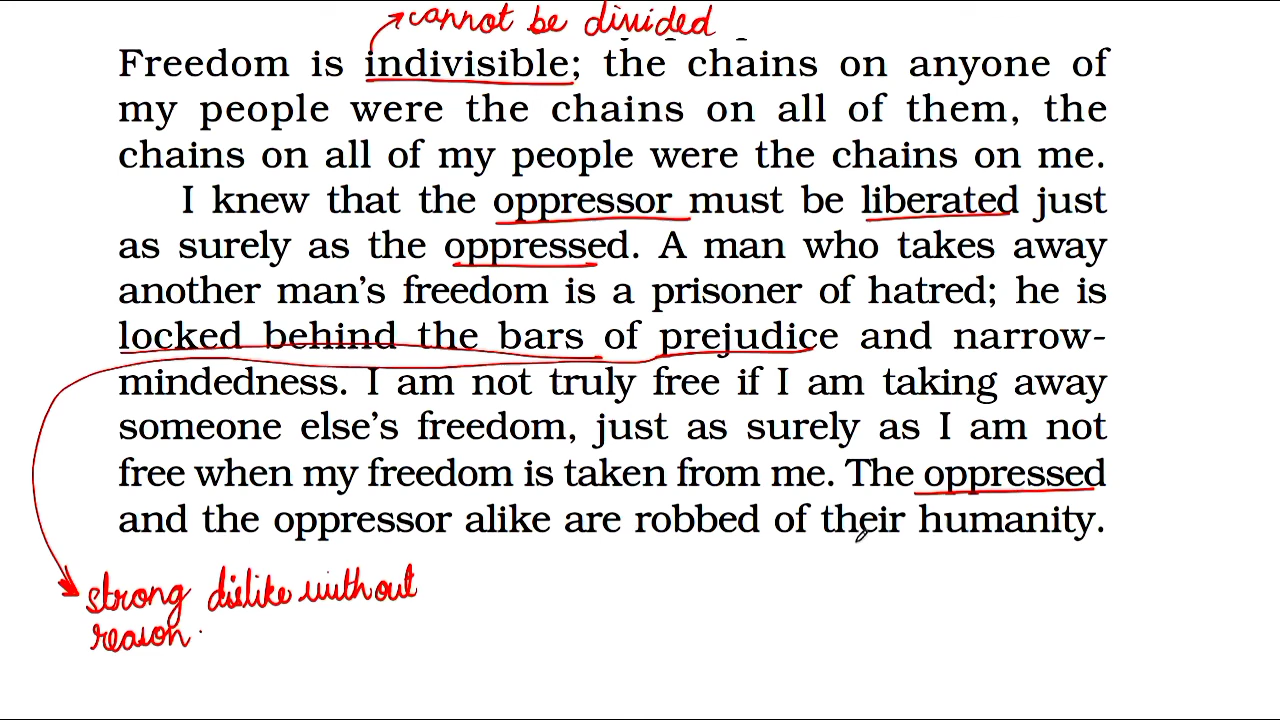 cannot be divided
Freedom is indivisible; the chains on anyone of
my people were the chains on all of them, the
chains on all of my people were the chains on me.
I knew that the oppressor must be liberated just
as surely as the oppressed. A man who takes away
another man’s freedom is a prisoner of hatred; he is
locked behind the bars of prejudice and narrow-
mindedness. I am not truly free if I am taking away
someone else’s freedom, just as surely as I am not
free when my freedom is taken from me. The oppressed
and the oppressor alike are robbed of their humanity.
strong dislike without
reason.